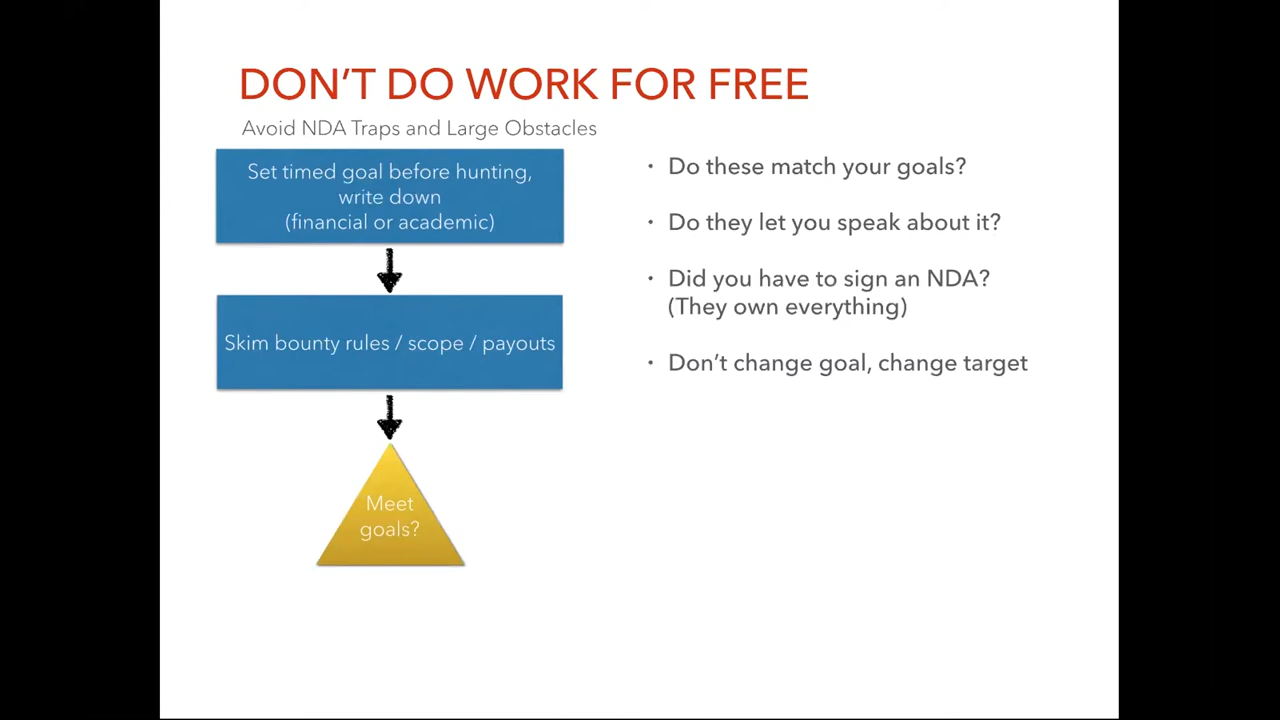 DON’T DO WORK FOR FREE
Avoid NDA Traps and Large Obstacles
Set timed goal before hunting,
write down
(financial or academic)
Skim bounty rules / scope / payouts
Meet
goals?
· Do these match your goals?
· Do they let you speak about it?
· Did you have to sign an NDA?
(They own everything)
· Don’t change goal, change target